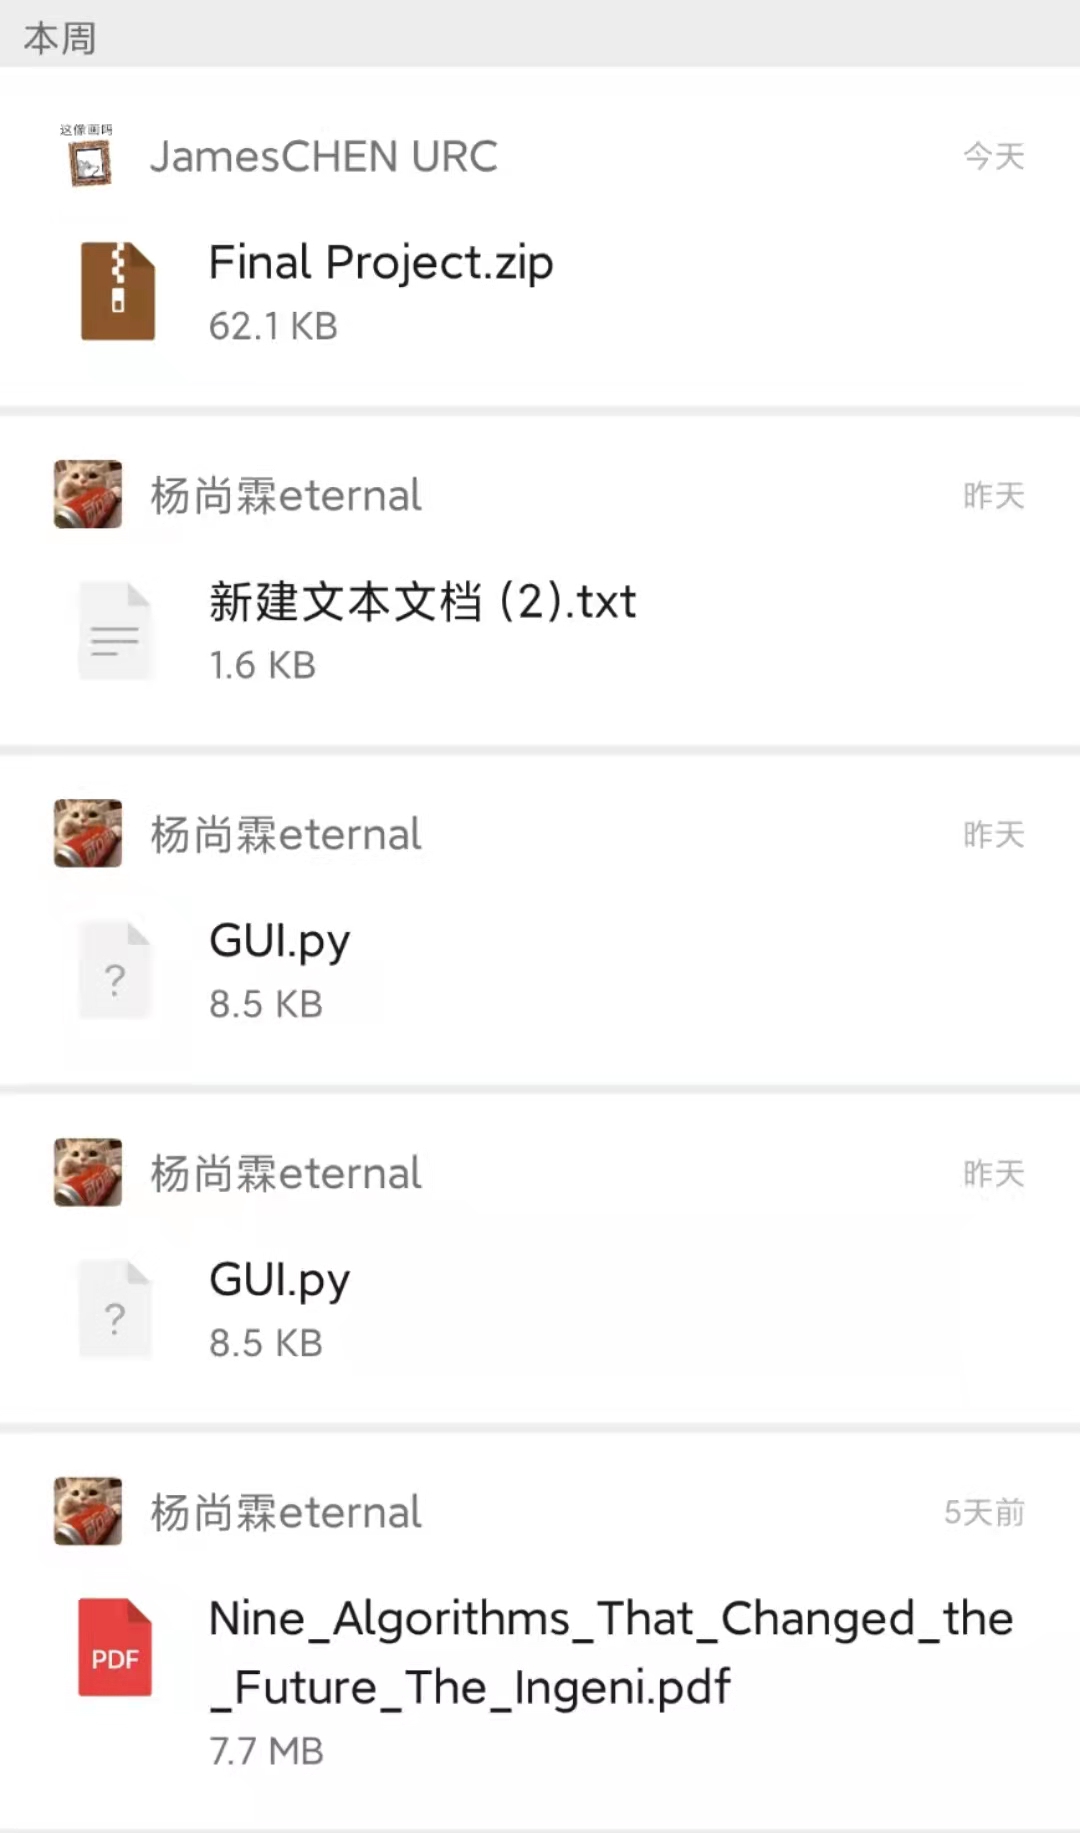 本周
这像画吗
JamesCHEN URC
今天
Final Project.zip
62.1 KB
杨尚霖eternal
昨天
新建文本文档 (2).txt
1.6 KB
杨尚霖eternal
昨天
?
GUI.py
8.5 KB
杨尚霖eternal
昨天
?
GUI.py
8.5 KB
杨尚霖eternal
5天前
PDF
Nine_Algorithms_That_Changed_the
_Future_The_Ingeni.pdf
7.7 MB